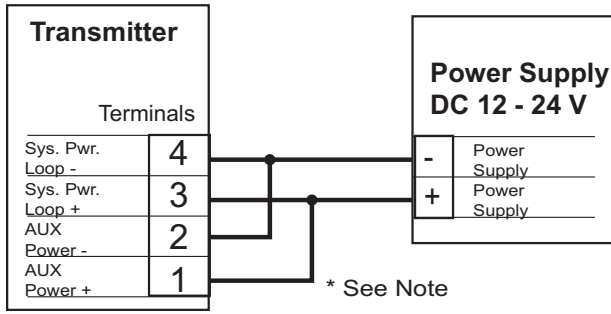 Transmitter
Terminals
Sys. Pwr.
Loop -
4
Sys. Pwr.
Loop +
3
AUX
Power -
2
AUX
Power +
1
Power Supply
DC 12 - 24 V
-
Power
Supply
+
Power
Supply
* See Note